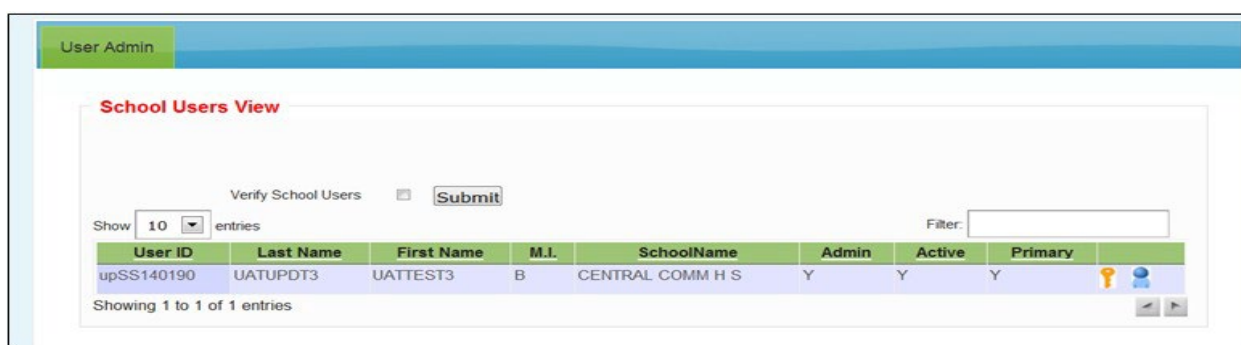 User Admin
School Users View
Verify School Users Submit
Show 10 entries Filter:
User ID Last Name First Name M.I. SchoolName Admin Active Primary
upSS140190 UATUPDT3 UATTEST3 B CENTRAL COMM H S Y Y Y
Showing 1 to 1 of 1 entries